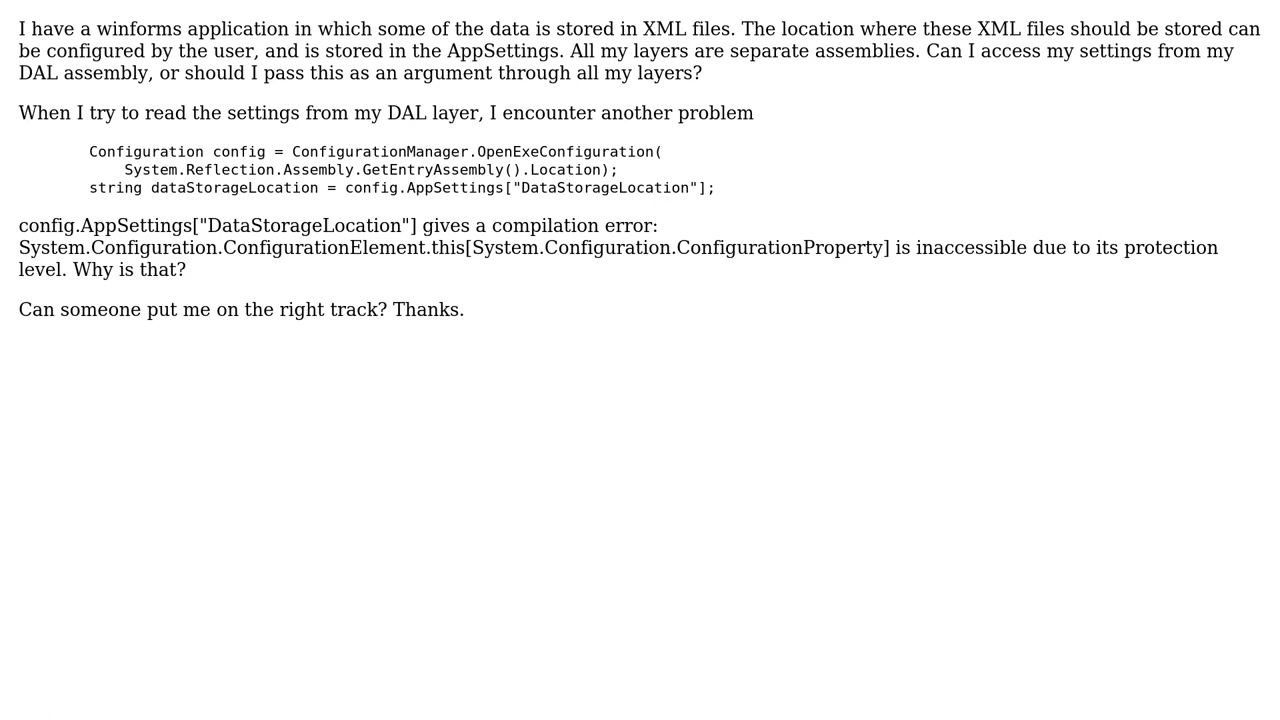 I have a winforms application in which some of the data is stored in XML files. The location where these XML files should be stored can
be configured by the user, and is stored in the AppSettings. All my layers are separate assemblies. Can I access my settings from my
DAL assembly, or should I pass this as an argument through all my layers?
When I try to read the settings from my DAL layer, I encounter another problem
Configuration config = ConfigurationManager.OpenExeConfiguration(
System.Reflection.Assembly.GetEntryAssembly().Location);
string dataStorageLocation = config.AppSettings["DataStorageLocation"];
config.AppSettings["DataStorageLocation"] gives a compilation error:
System.Configuration.ConfigurationElement.this[System.Configuration.ConfigurationProperty] is inaccessible due to its protection
level. Why is that?
Can someone put me on the right track? Thanks.